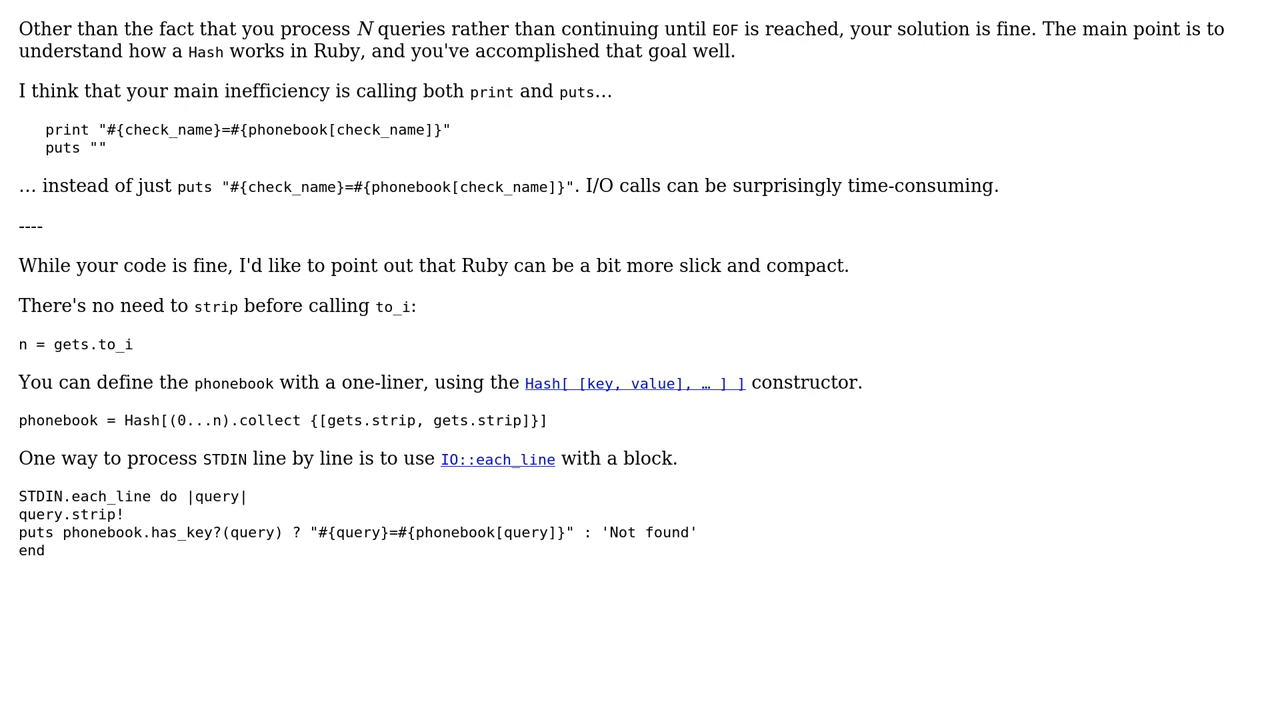 Other than the fact that you process N queries rather than continuing until EOF is reached, your solution is fine. The main point is to
understand how a Hash works in Ruby, and you've accomplished that goal well.
I think that your main inefficiency is calling both print and puts…
print "#{check_name}=#{phonebook[check_name]}"
puts ""
… instead of just puts "#{check_name}=#{phonebook[check_name]}". I/O calls can be surprisingly time-consuming.
----
While your code is fine, I'd like to point out that Ruby can be a bit more slick and compact.
There's no need to strip before calling to_i:
n = gets.to_i
You can define the phonebook with a one-liner, using the Hash[ [key, value], … ] ] constructor.
phonebook = Hash[(0...n).collect {[gets.strip, gets.strip]}]
One way to process STDIN line by line is to use IO::each_line with a block.
STDIN.each_line do |query|
query.strip!
puts phonebook.has_key?(query) ? "#{query}=#{phonebook[query]}" : 'Not found'
end